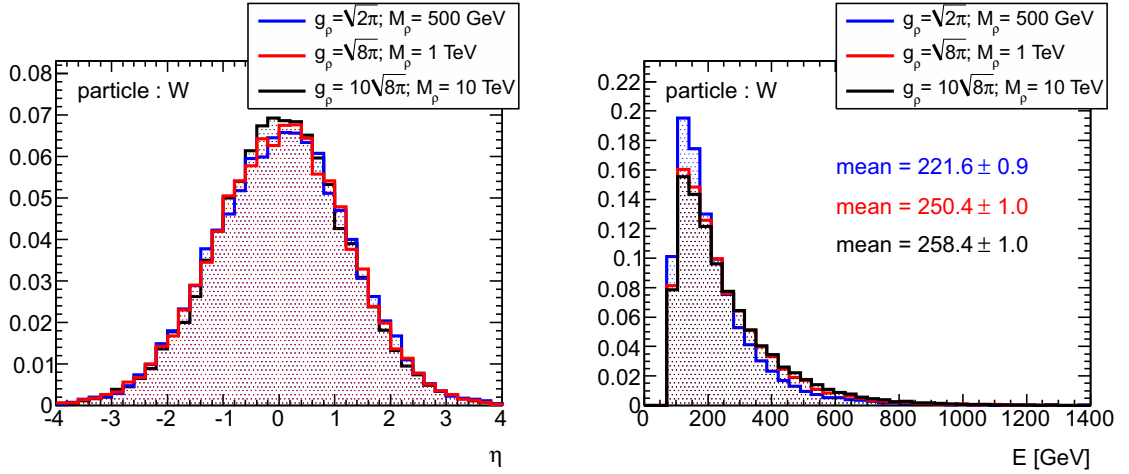 g_ρ=√2π; M_ρ= 500 GeV
g_ρ=√8π; M_ρ= 1 TeV
g_ρ = 10√8π; M_ρ= 10 TeV
particle : W
0.08
0.07
0.06
0.05
0.04
0.03
0.02
0.01
0
-4 -3 -2 -1 0 1 2 3 4
η
g_ρ=√2π; M_ρ= 500 GeV
g_ρ=√8π; M_ρ= 1 TeV
g_ρ = 10√8π; M_ρ= 10 TeV
particle : W
mean = 221.6 ± 0.9
mean = 250.4 ± 1.0
mean = 258.4 ± 1.0
0.22
0.2
0.18
0.16
0.14
0.12
0.1
0.08
0.06
0.04
0.02
0
0 200 400 600 800 1000 1200 1400
E [GeV]